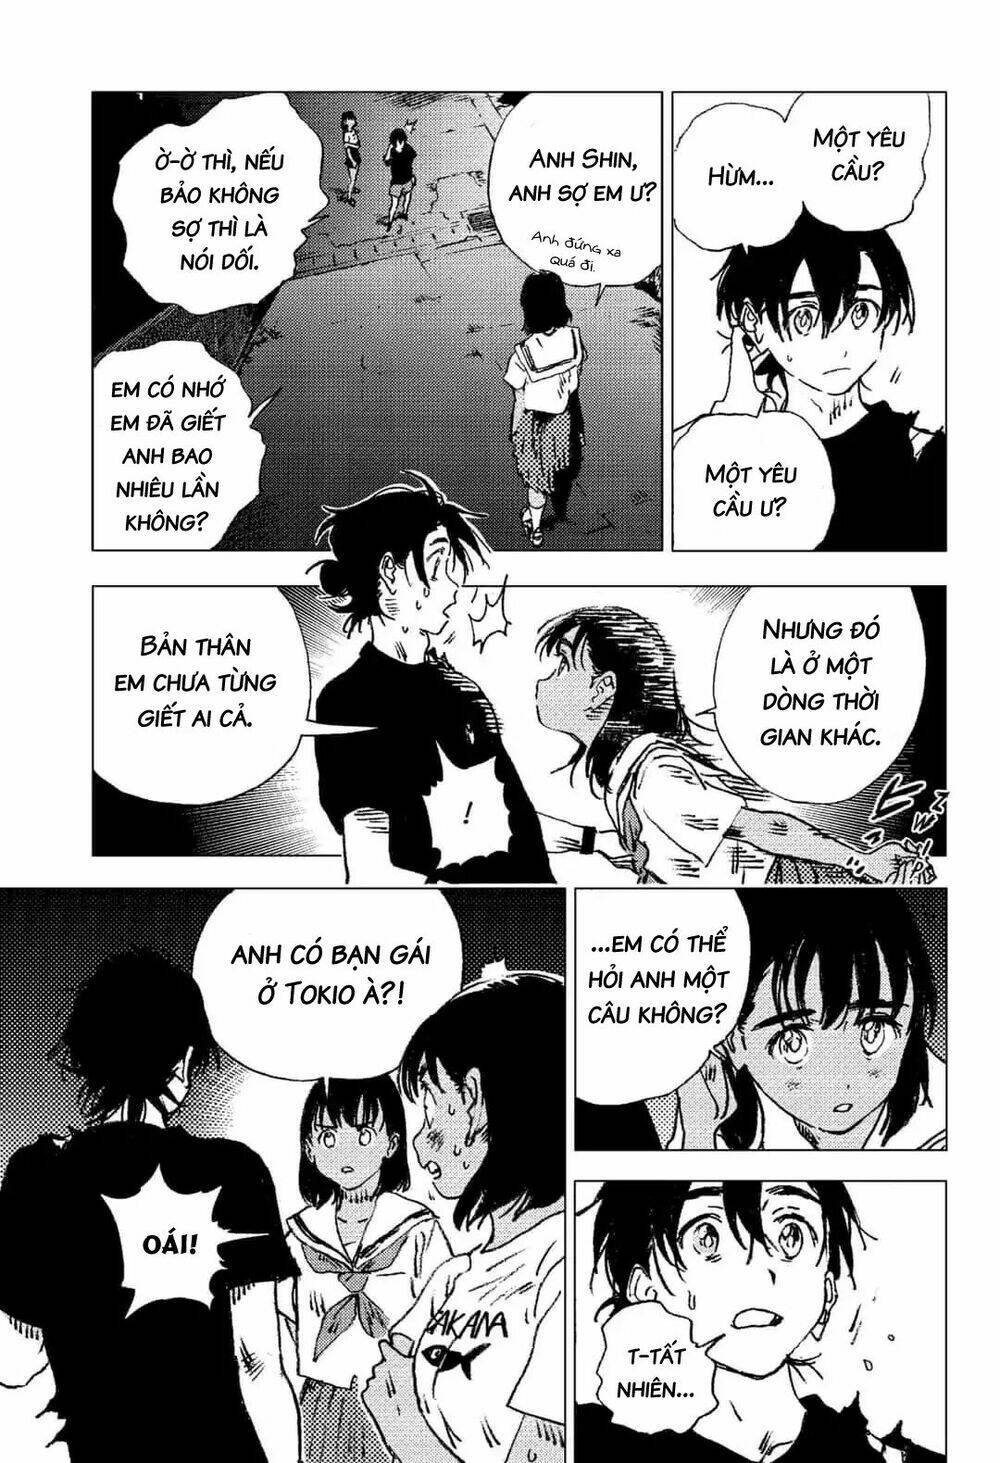 MỘT YÊU
CẦU?
HỪM...
MỘT YÊU
CẦU Ư?
ANH SHIN,
ANH SỢ EM Ư?
Anh đứng xa
quá đi.
Ờ-Ờ THÌ, NẾU
BẢO KHÔNG
SỢ THÌ LÀ
NÓI DỐI.
EM CÓ NHỚ
EM ĐÃ GIẾT
ANH BAO
NHIÊU LẦN
KHÔNG?
NHƯNG ĐÓ
LÀ Ở MỘT
DÒNG THỜI
GIAN KHÁC.
!
BẢN THÂN
EM CHƯA TỪNG
GIẾT AI CẢ.
...EM CÓ THỂ
HỎI ANH MỘT
CÂU KHÔNG?
T-TẤT
NHIÊN...
ANH CÓ BẠN GÁI
Ở TOKIO À?!
OÁI!
SAKANA